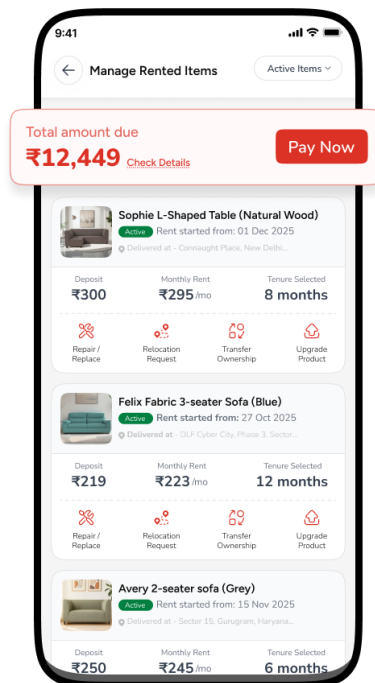 9:41
Manage Rented Items
Active Items
Total amount due
₹12,449 Check Details
Pay Now
Sophie L-Shaped Table (Natural Wood)
Active Rent started from: 01 Dec 2025
Delivered at - Connaught Place, New Delhi...
Deposit Monthly Rent Tenure Selected
₹300 ₹295 /mo 8 months
Repair / Relocation Transfer Upgrade
Replace Request Ownership Product
Felix Fabric 3-seater Sofa (Blue)
Active Rent started from: 27 Oct 2025
Delivered at - DLF Cyber City, Phase 3, Sector...
Deposit Monthly Rent Tenure Selected
₹219 ₹223 /mo 12 months
Repair / Relocation Transfer Upgrade
Replace Request Ownership Product
Avery 2-seater sofa (Grey)
Active Rent started from: 15 Nov 2025
Delivered at - Sector 15, Gurugram, Haryana...
Deposit Monthly Rent Tenure Selected
₹250 ₹245 /mo 6 months